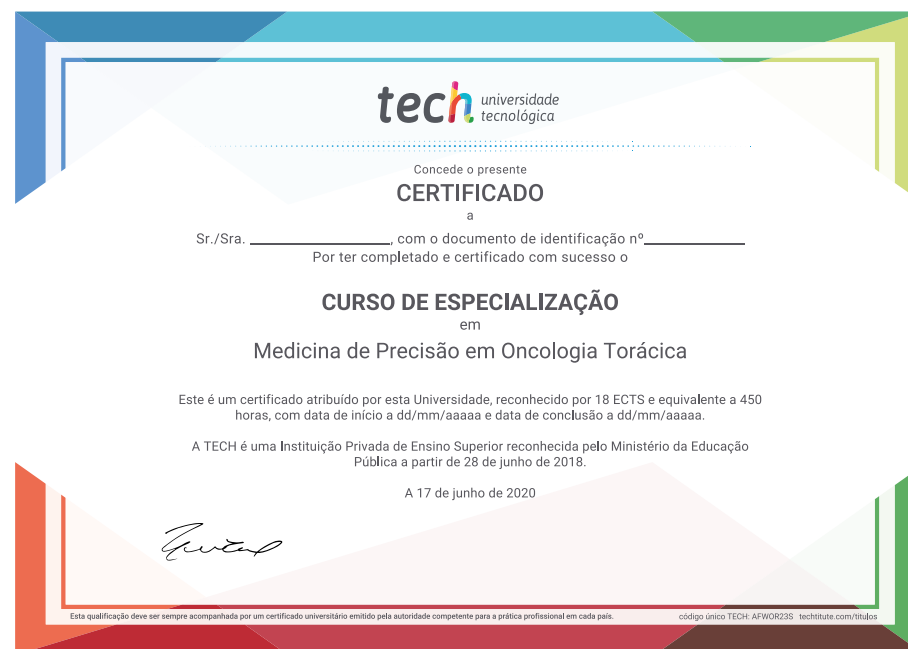 tech universidade
tecnológica
Concede o presente
CERTIFICADO
a
Sr./Sra. ________________, com o documento de identificação nº____________
Por ter completado e certificado com sucesso o
CURSO DE ESPECIALIZAÇÃO
em
Medicina de Precisão em Oncologia Torácica
Este é um certificado atribuído por esta Universidade, reconhecido por 18 ECTS e equivalente a 450
horas, com data de início a dd/mm/aaaaa e data de conclusão a dd/mm/aaaaa.
A TECH é uma Instituição Privada de Ensino Superior reconhecida pelo Ministério da Educação
Pública a partir de 28 de junho de 2018.
A 17 de junho de 2020
Esta qualificação deve ser sempre acompanhada por um certificado universitário emitido pela autoridade competente para a prática profissional em cada país.
código único TECH: AFWOR23S techtitute.com/titulos